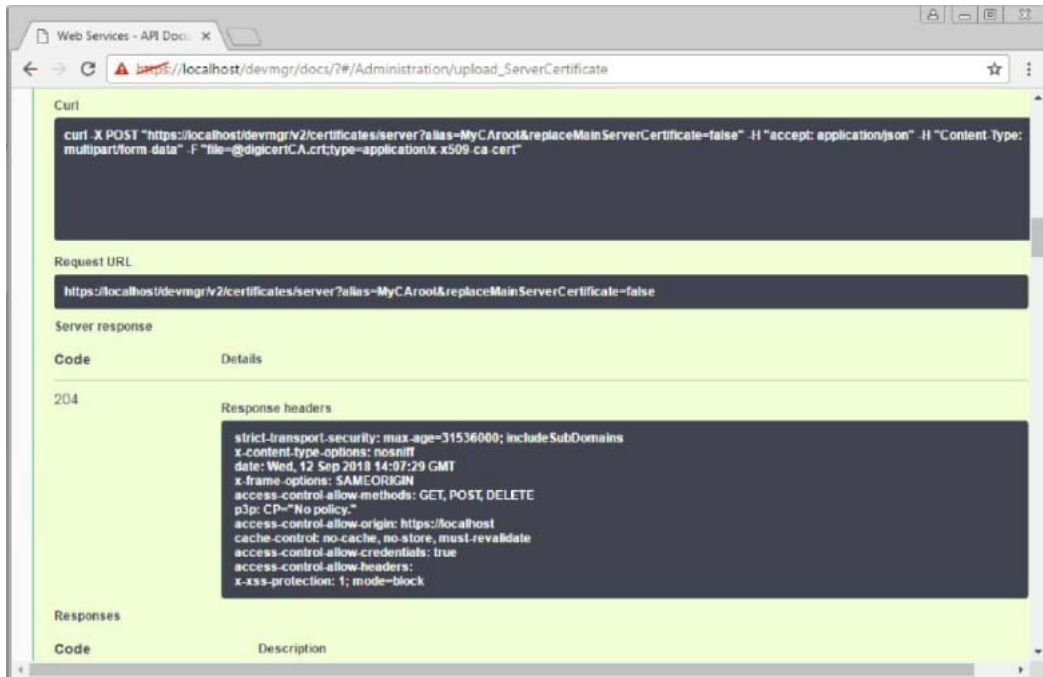 Web Services - API Docu
https://localhost/devmgr/docs/?#/Administration/upload_ServerCertificate
Curl
curl -X POST "https://localhost/devmgr/v2/certificates/server?alias=MyCAroot&replaceMainServerCertificate=false" -H "accept: application/json" -H "Content-Type:
multipart/form-data" -F "file=@digicertCA.crt;type=application/x-x509-ca-cert"
Request URL
https://localhost/devmgr/v2/certificates/server?alias=MyCAroot&replaceMainServerCertificate=false
Server response
Code Details
204
Response headers
strict-transport-security: max-age=31536000; includeSubDomains
x-content-type-options: nosniff
date: Wed, 12 Sep 2018 14:07:29 GMT
x-frame-options: SAMEORIGIN
access-control-allow-methods: GET, POST, DELETE
p3p: CP="No policy."
access-control-allow-origin: https://localhost
cache-control: no-cache, no-store, must-revalidate
access-control-allow-credentials: true
access-control-allow-headers:
x-xss-protection: 1; mode=block
Responses
Code Description